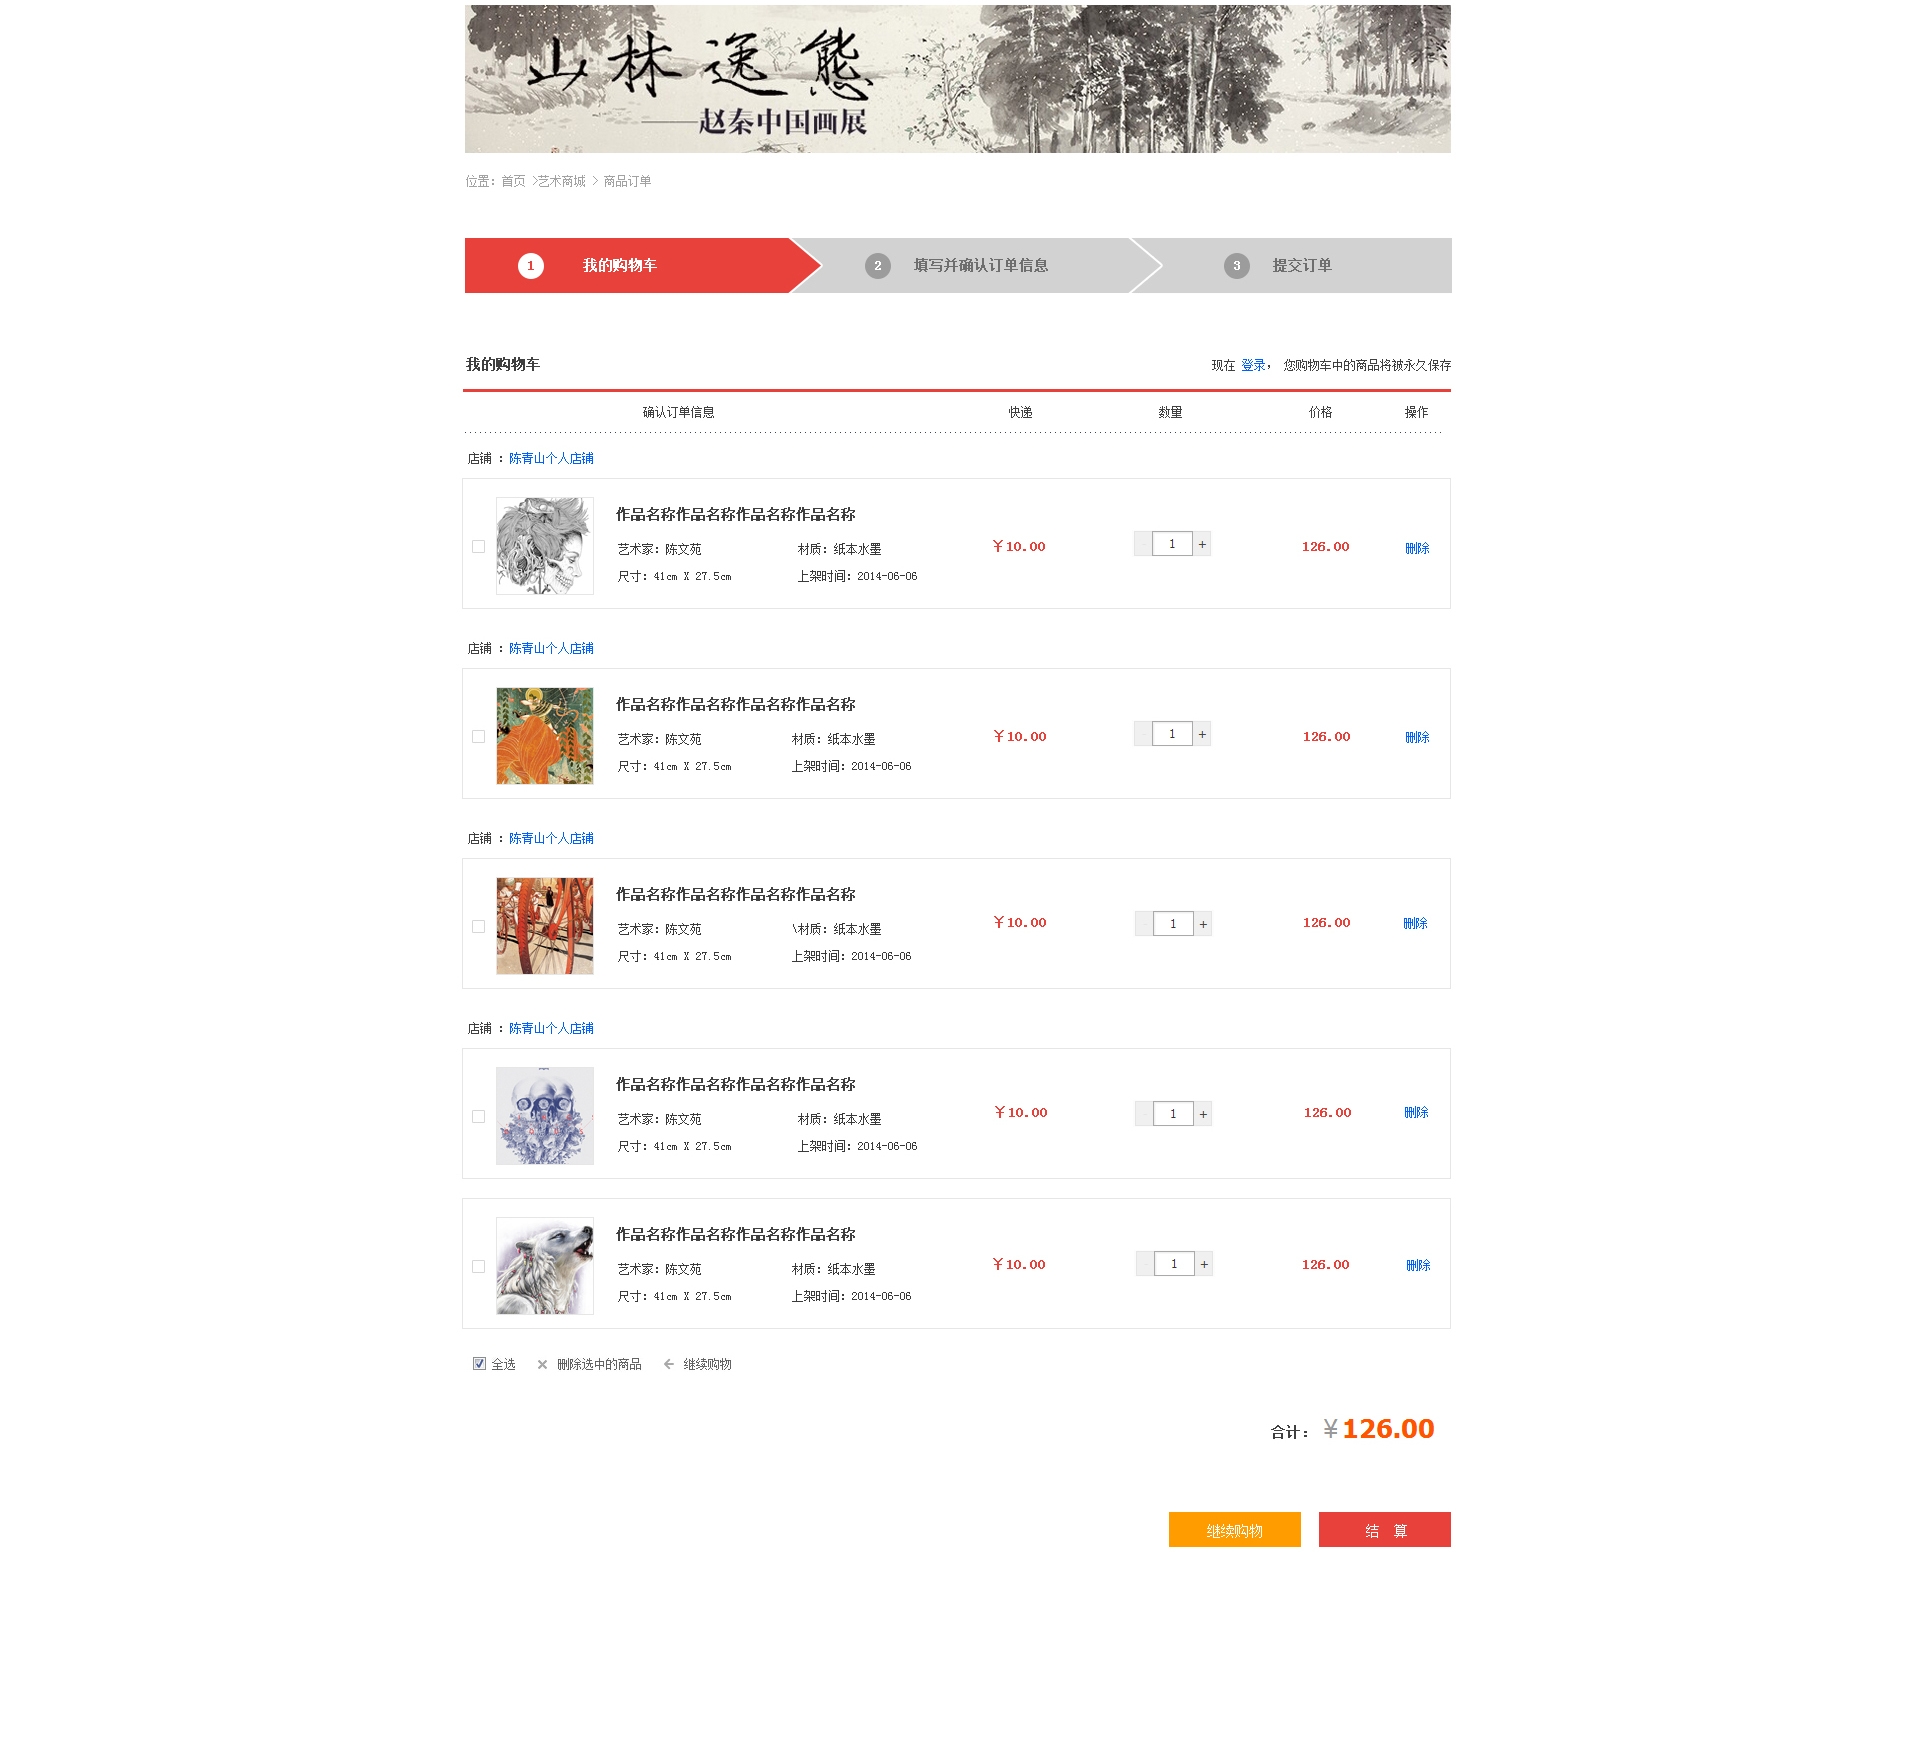 山林逸熊
——赵秦中国画展
位置：首页 >艺术商城 > 商品订单
1 我的购物车 2 填写并确认订单信息 3 提交订单
我的购物车 现在 登录， 您购物车中的商品将被永久保存
确认订单信息 快递 数里 价格 操作
店铺 ：陈青山个人店铺
作品名称作品名称作品名称作品名称
艺术家：陈文苑 材质：纸本水墨 ￥10.00 - 1 + 126.00 删除
尺寸：41cm X 27.5cm 上架时间：2014-06-06
店铺 ：陈青山个人店铺
作品名称作品名称作品名称作品名称
艺术家：陈文苑 材质：纸本水墨 ￥10.00 - 1 + 126.00 删除
尺寸：41cm X 27.5cm 上架时间：2014-06-06
店铺 ：陈青山个人店铺
作品名称作品名称作品名称作品名称
艺术家：陈文苑 \材质：纸本水墨 ￥10.00 - 1 + 126.00 删除
尺寸：41cm X 27.5cm 上架时间：2014-06-06
店铺 ：陈青山个人店铺
作品名称作品名称作品名称作品名称
艺术家：陈文苑 材质：纸本水墨 ￥10.00 - 1 + 126.00 删除
尺寸：41cm X 27.5cm 上架时间：2014-06-06
作品名称作品名称作品名称作品名称
艺术家：陈文苑 材质：纸本水墨 ￥10.00 - 1 + 126.00 删除
尺寸：41cm X 27.5cm 上架时间：2014-06-06
全选 × 删除选中的商品 ← 继续购物
合计： ￥126.00
继续购物 结 算